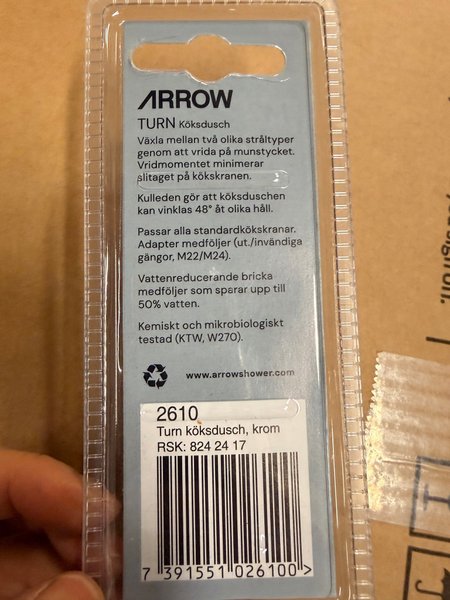 ARROW
TURN Köksdusch
Växla mellan två olika stråltyper
genom att vrida på munstycket.
Vridmomentet minimerar
slitaget på kökskranen.
Kulleden gör att köksduschen
kan vinklas 48° åt olika håll.
Passar alla standardkökskranar.
Adapter medföljer (ut./invändiga
gängor, M22/M24).
Vattenreducerande bricka
medföljer som sparar upp till
50% vatten.
Kemiskt och mikrobiologiskt
testad (KTW, W270).
www.arrowshower.com
2610
Turn köksdusch, krom
RSK: 824 24 17
7 391551 026100 >